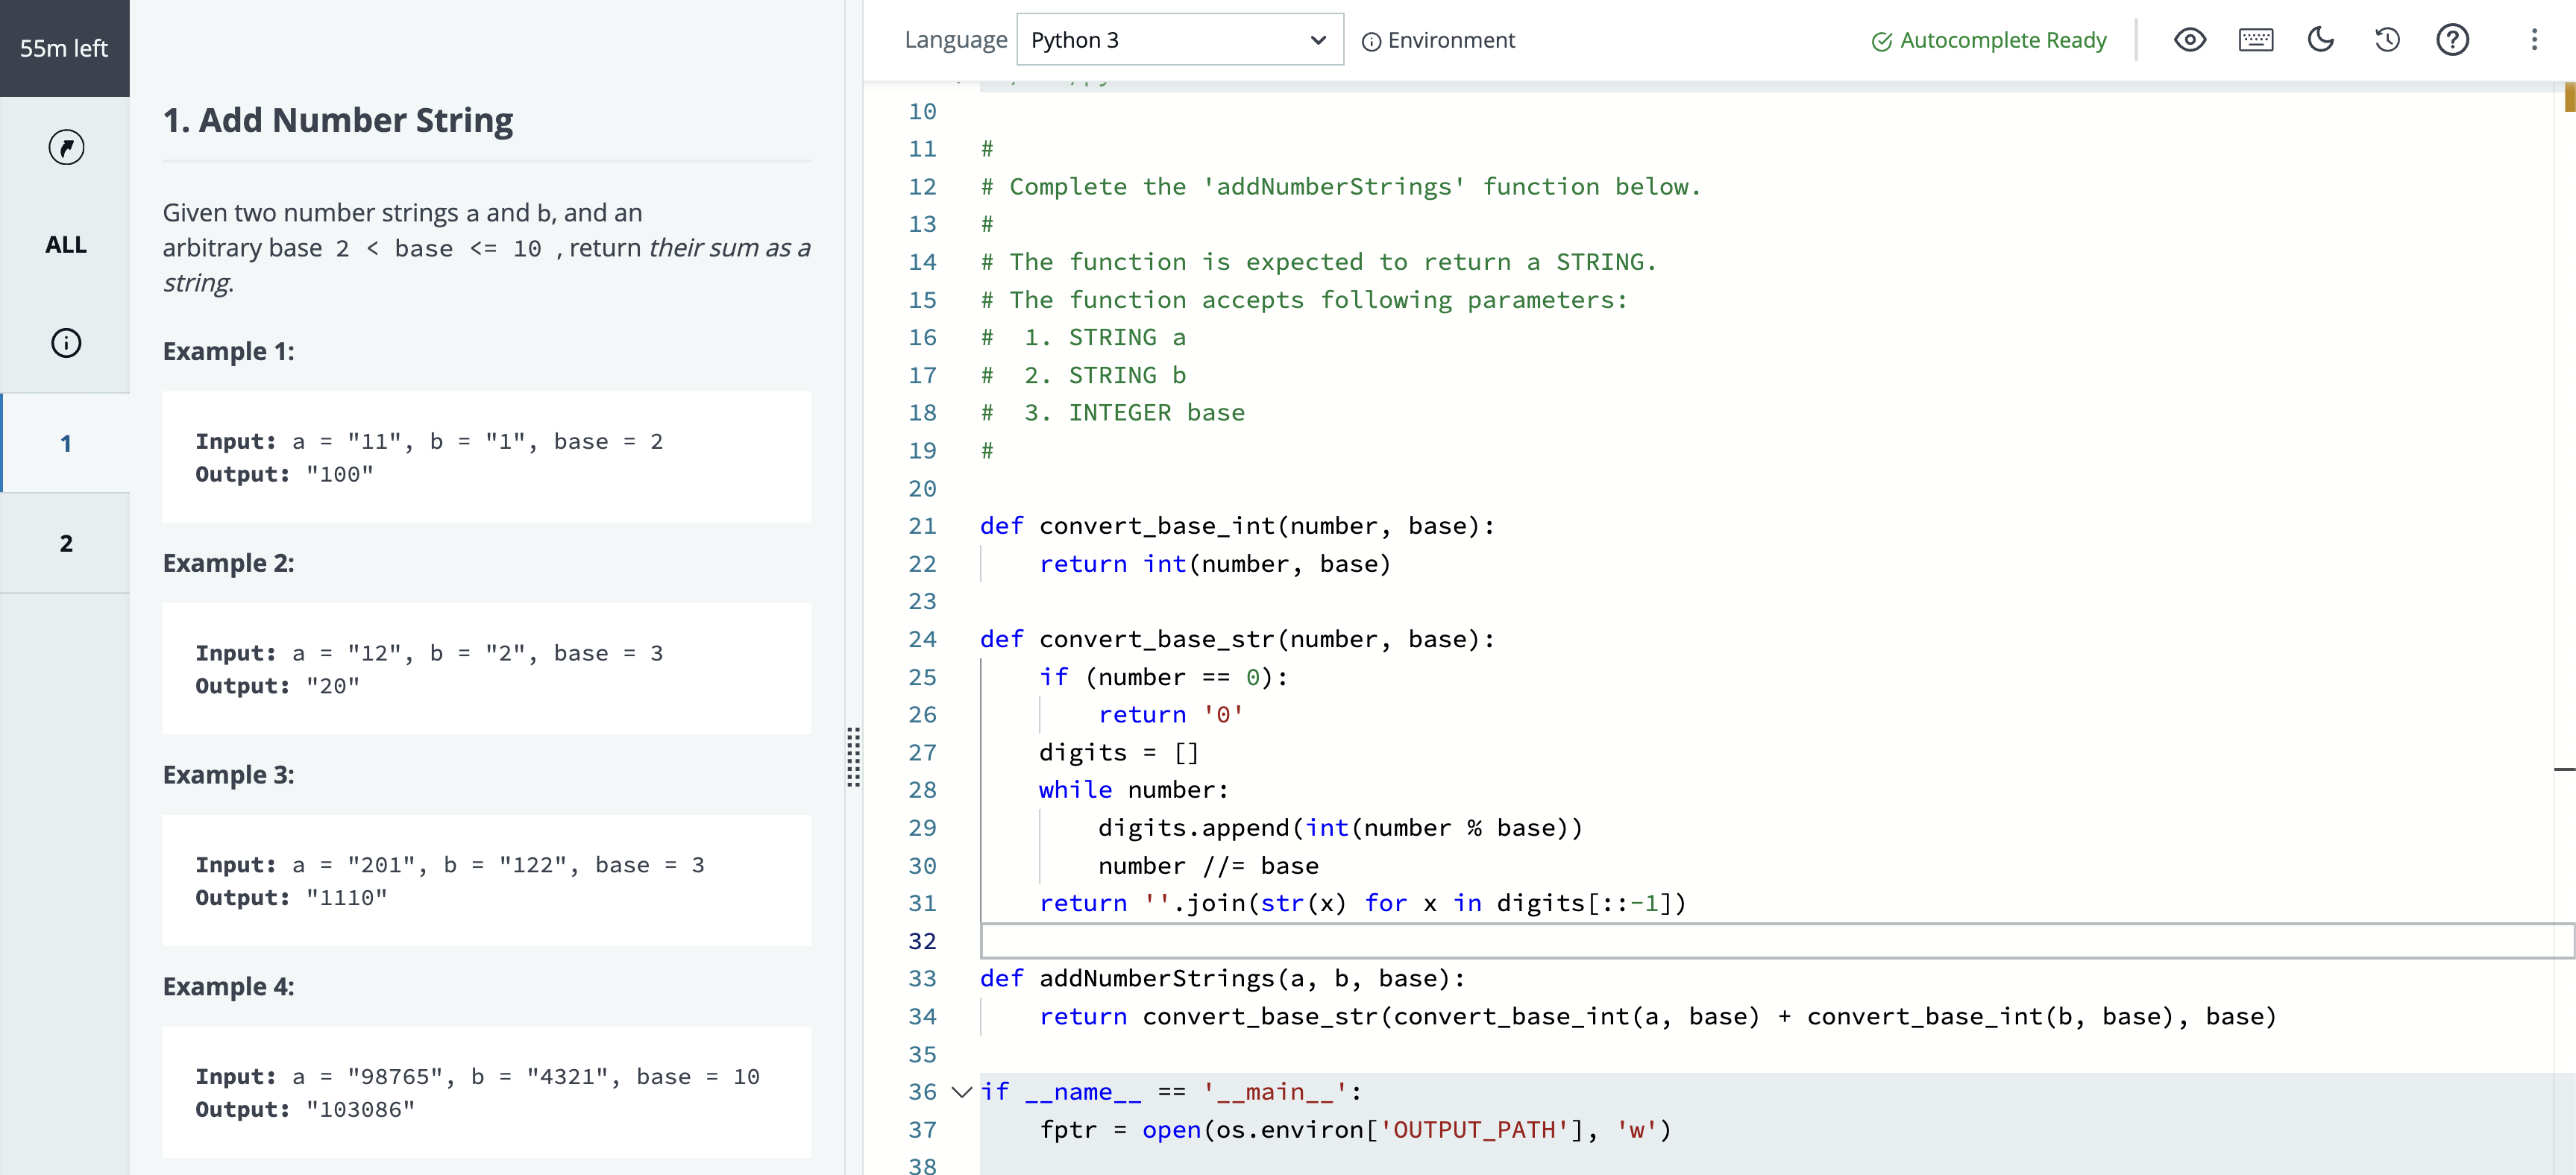 55m left
ALL
1
2
1. Add Number String
Given two number strings a and b, and an
arbitrary base 2 < base <= 10 , return their sum as a
string.
Example 1:
Input: a = "11", b = "1", base = 2
Output: "100"
Example 2:
Input: a = "12", b = "2", base = 3
Output: "20"
Example 3:
Input: a = "201", b = "122", base = 3
Output: "1110"
Example 4:
Input: a = "98765", b = "4321", base = 10
Output: "103086"
Language Python 3 Environment Autocomplete Ready
10
11 #
12 # Complete the 'addNumberStrings' function below.
13 #
14 # The function is expected to return a STRING.
15 # The function accepts following parameters:
16 #  1. STRING a
17 #  2. STRING b
18 #  3. INTEGER base
19 #
20
21 def convert_base_int(number, base):
22     return int(number, base)
23
24 def convert_base_str(number, base):
25     if (number == 0):
26         return '0'
27     digits = []
28     while number:
29         digits.append(int(number % base))
30         number //= base
31     return ''.join(str(x) for x in digits[::-1])
32
33 def addNumberStrings(a, b, base):
34     return convert_base_str(convert_base_int(a, base) + convert_base_int(b, base), base)
35
36 if __name__ == '__main__':
37     fptr = open(os.environ['OUTPUT_PATH'], 'w')
38